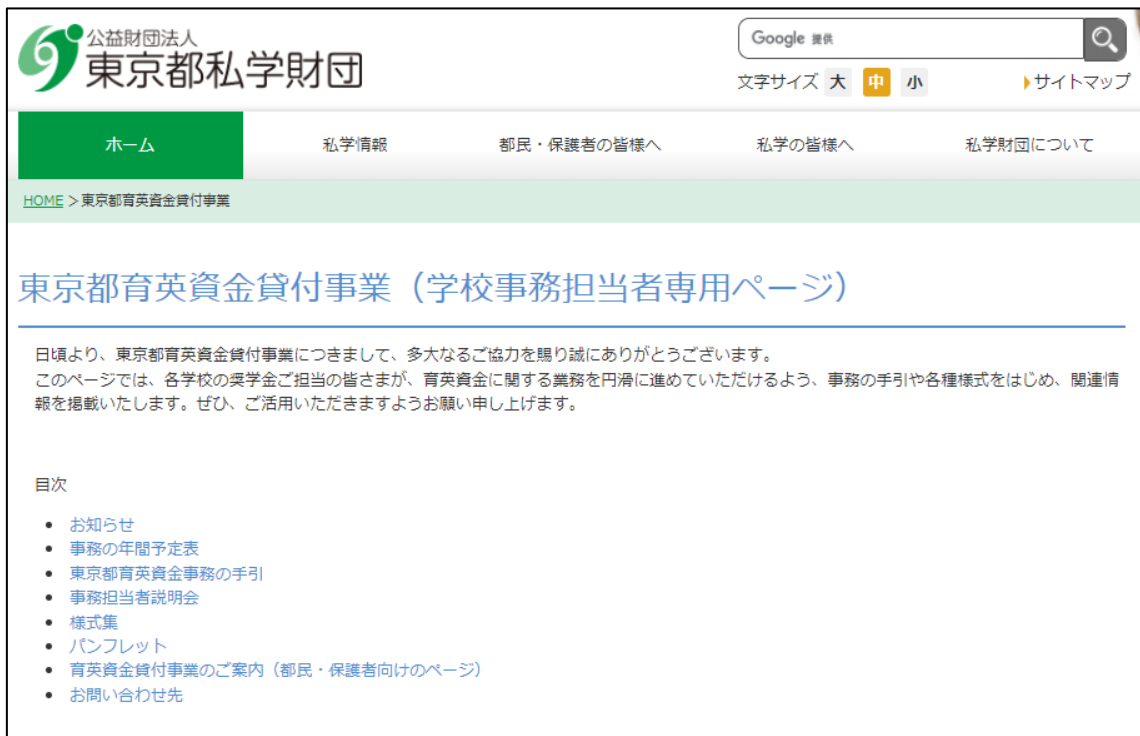 公益財団法人
東京都私学財団
Google 提供
文字サイズ 大 中 小
サイトマップ
ホーム 私学情報 都民・保護者の皆様へ 私学の皆様へ 私学財団について
HOME > 東京都育英資金貸付事業
東京都育英資金貸付事業（学校事務担当者専用ページ）
日頃より、東京都育英資金貸付事業につきまして、多大なるご協力を賜り誠にありがとうございます。
このページでは、各学校の奨学金ご担当の皆さまが、育英資金に関する業務を円滑に進めていただけるよう、事務の手引や各種様式をはじめ、関連情
報を掲載いたします。ぜひ、ご活用いただきますようお願い申し上げます。
目次
お知らせ
事務の年間予定表
東京都育英資金事務の手引
事務担当者説明会
様式集
パンフレット
育英資金貸付事業のご案内（都民・保護者向けのページ）
お問い合わせ先